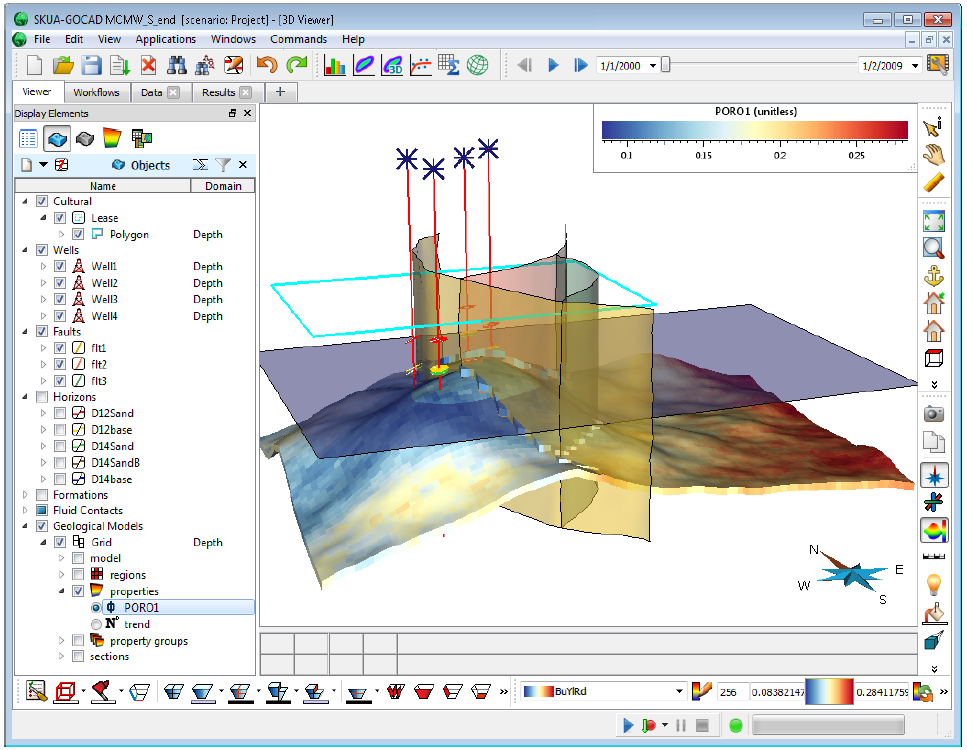 SKUA-GOCAD MCMW_S_end [scenario: Project] - [3D Viewer]
File Edit View Applications Windows Commands Help
3D
1/1/2000 1/2/2009
Viewer Workflows Data Results +
Display Elements
Objects
Name Domain
Cultural
Lease
Polygon Depth
Wells
Well1 Depth
Well2 Depth
Well3 Depth
Well4 Depth
Faults
flt1
flt2
flt3
Horizons
D12Sand
D12base
D14Sand
D14SandB
D14base
Formations
Fluid Contacts
Geological Models
Grid Depth
model
regions
properties
PORO1
trend
property groups
sections
PORO1 (unitless)
0.1 0.15 0.2 0.25
N
E
W
S
BuYlRd 256 0.08382147 0.28411759